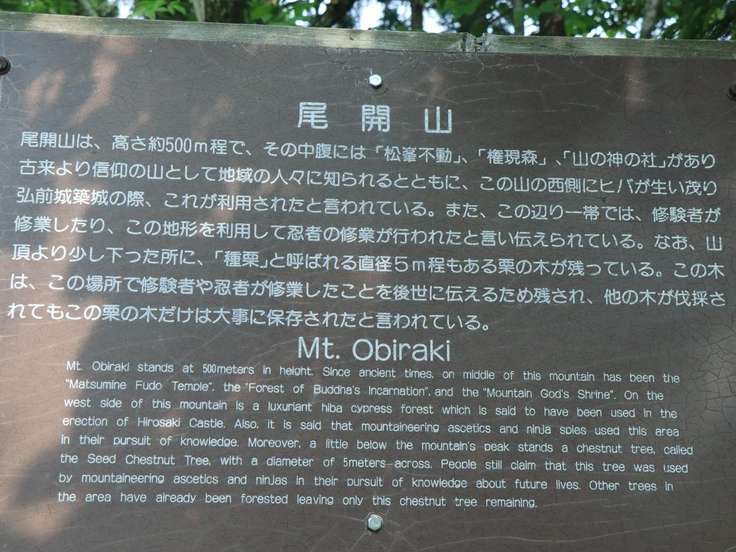 尾開山
尾開山は、高さ約500m程で、その中腹には「松峯不動」、「権現森」、「山の神の社」があり
古来より信仰の山として地域の人々に知られるとともに、この山の西側にヒバが生い茂り
弘前城築城の際、これが利用されたと言われている。また、この辺り一帯では、修験者が
修業したり、この地形を利用して忍者の修業が行われたと言い伝えられている。なお、山
頂より少し下った所に、「種栗」と呼ばれる直径5m程もある栗の木が残っている。この木
は、この場所で修験者や忍者が修業したことを後世に伝えるため残され、他の木が伐採さ
れてもこの栗の木だけは大事に保存されたと言われている。
Mt. Obiraki
Mt. Obiraki stands at 500meters in height. Since ancient times, on middle of this mountain has been the
"Matsumine Fudo Temple", the "Forest of Buddha's Incarnation", and the "Mountain God's Shrine". On the
west side of this mountain is a luxuriant hiba cypress forest which is said to have been used in the
erection of Hirosaki Castle. Also, it is said that mountaineering ascetics and ninja spies used this area
in their pursuit of knowledge. Moreover, a little below the mountain's peak stands a chestnut tree, called
the Seed Chestnut Tree, with a diameter of 5meters across. People still claim that this tree was used
by mountaineering ascetics and ninjas in their pursuit of knowledge about future lives. Other trees in
the area have already been forested leaving only this chestnut tree remaining.